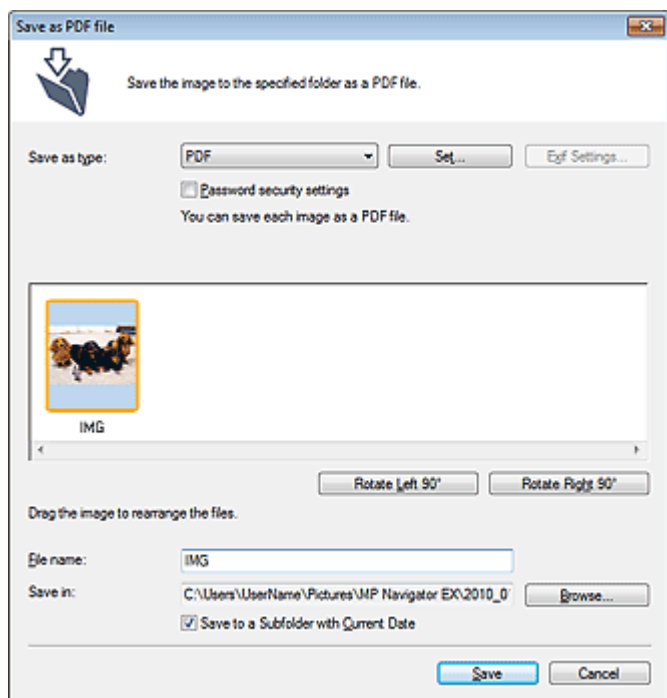 Save as PDF file
Save the image to the specified folder as a PDF file.
Save as type: PDF Set... Exif Settings...
Password security settings
You can save each image as a PDF file.
IMG
Rotate Left 90° Rotate Right 90°
Drag the image to rearrange the files.
File name: IMG
Save in: C:\Users\UserName\Pictures\MP Navigator EX\2010_0 Browse...
Save to a Subfolder with Current Date
Save Cancel